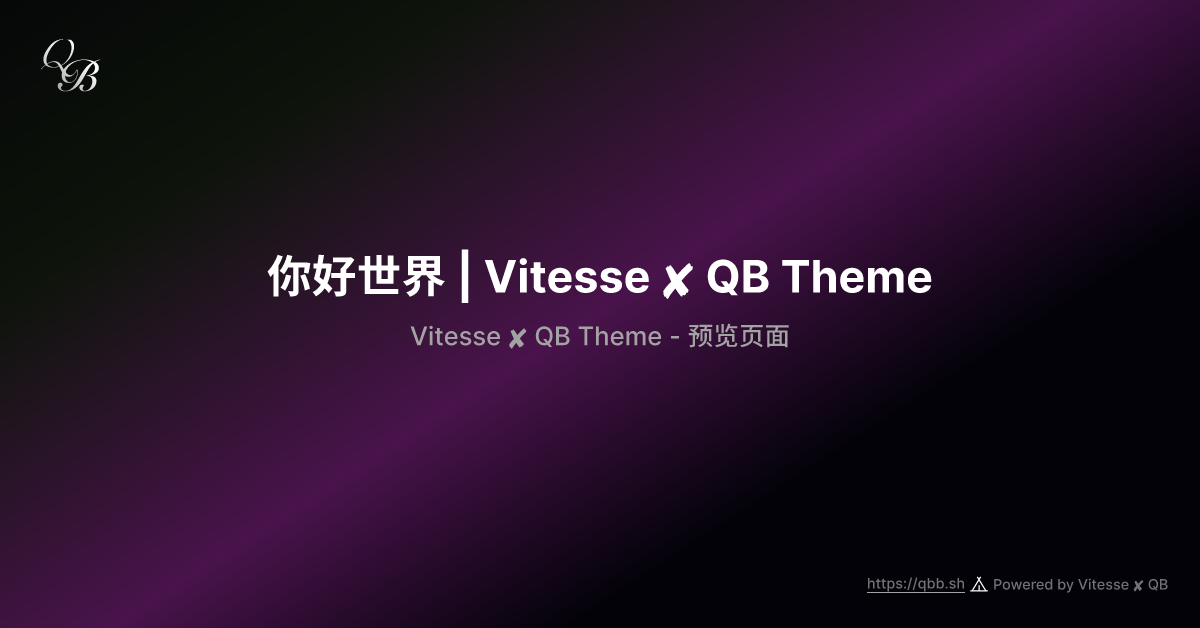 QB
你好世界 | Vitesse ✘ QB Theme
Vitesse ✘ QB Theme - 预览页面
https://qbb.sh Powered by Vitesse ✘ QB